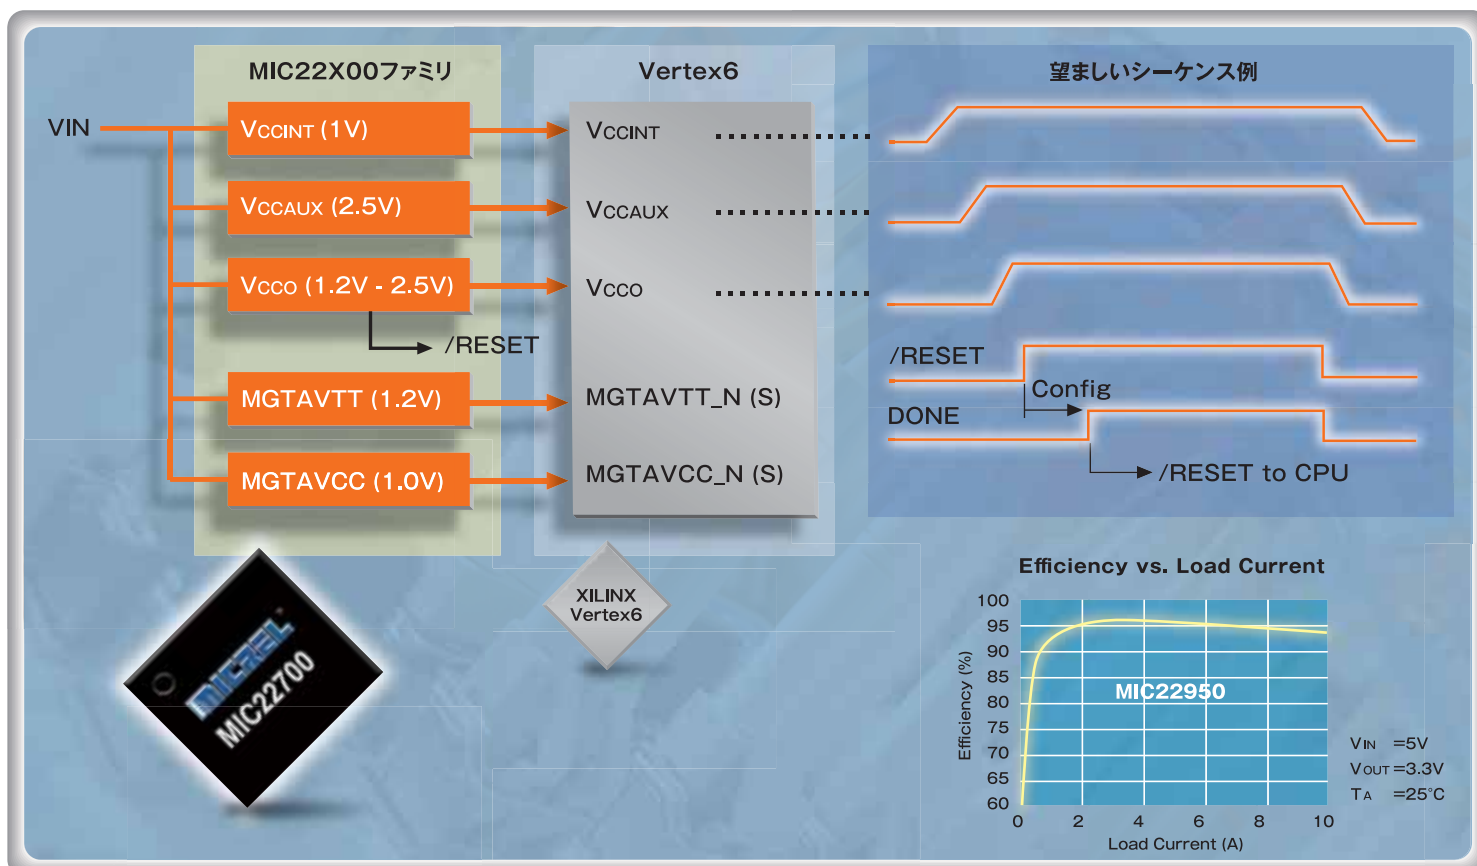 MIC22X00ファミリ
Vertex6
望ましいシーケンス例
VIN
VCCINT (1V)
VCCINT
VCCAUX (2.5V)
VCCAUX
VCCO (1.2V - 2.5V)
VCCO
/RESET
MGTAVTT (1.2V)
MGTAVTT_N (S)
MGTAVCC (1.0V)
MGTAVCC_N (S)
/RESET
Config
DONE
/RESET to CPU
MICREL
MIC22700
XILINX
Vertex6
Efficiency vs. Load Current
Efficiency (%)
100
95
90
85
80
75
70
65
60
MIC22950
0 2 4 6 8 10
Load Current (A)
VIN =5V
VOUT =3.3V
TA =25°C